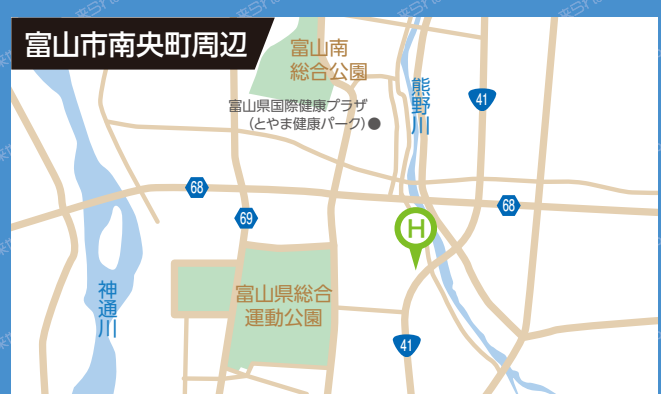 富山市南央町周辺
富山南
総合公園
富山県国際健康プラザ
(とやま健康パーク)●
熊野川
41
68
68
69
H
神通川
富山県総合
運動公園
41